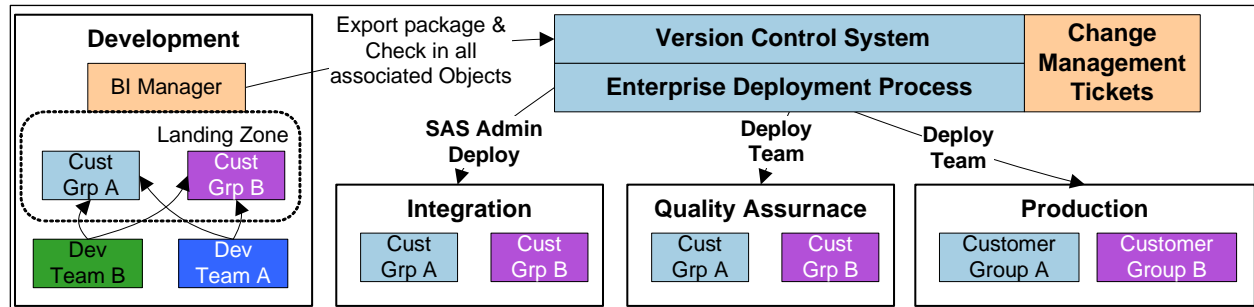 Development
BI Manager
Landing Zone
Cust
Grp A
Cust
Grp B
Dev
Team B
Dev
Team A
Export package &
Check in all
associated Objects
Version Control System
Enterprise Deployment Process
Change
Management
Tickets
SAS Admin
Deploy
Deploy
Team
Deploy
Team
Integration
Cust
Grp A
Cust
Grp B
Quality Assurnace
Cust
Grp A
Cust
Grp B
Production
Customer
Group A
Customer
Group B